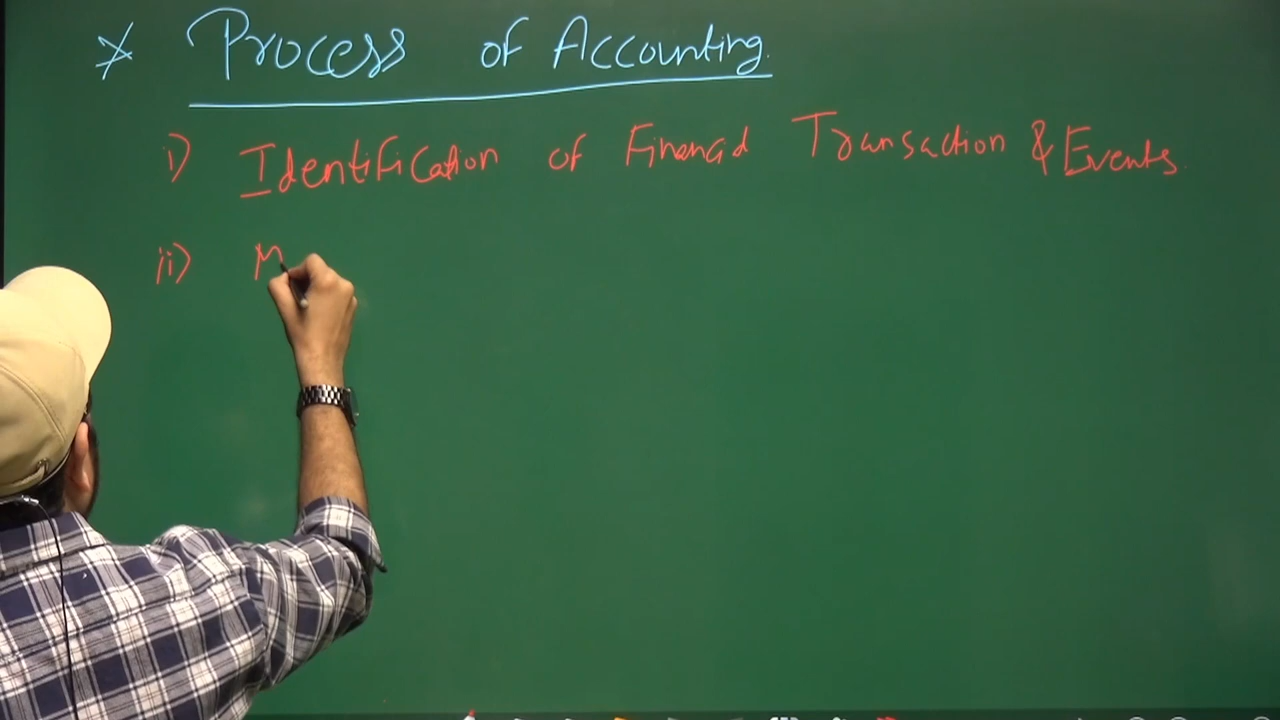 * Process of Accounting.
i) Identification of Financial Transaction & Events.
ii) M